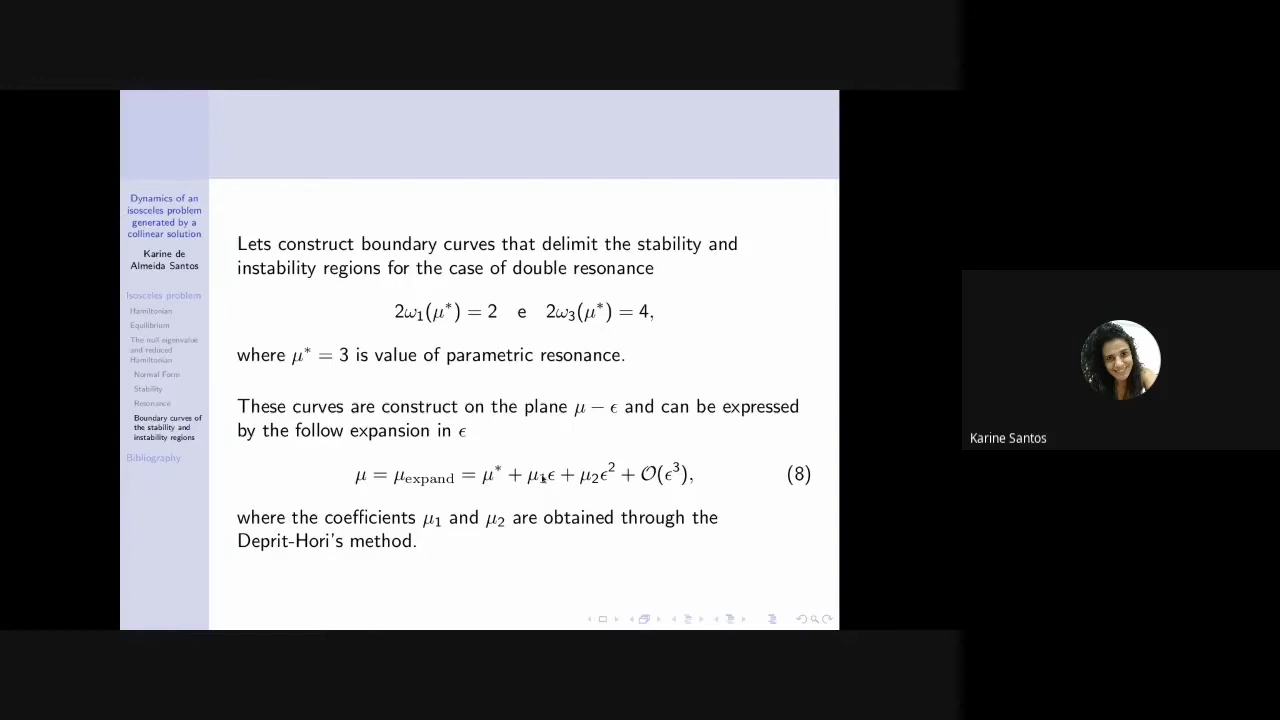 Dynamics of an
isosceles problem
generated by a
collinear solution
Karine de
Almeida Santos
Isosceles problem
Hamiltonian
Equilibrium
The null eigenvalue
and reduced
Hamiltonian
Normal Form
Stability
Resonance
Boundary curves of
the stability and
instability regions
Bibliography
Lets construct boundary curves that delimit the stability and
instability regions for the case of double resonance
2ω₁(μ*) = 2 e 2ω₃(μ*) = 4,
where μ* = 3 is value of parametric resonance.
These curves are construct on the plane μ − ϵ and can be expressed
by the follow expansion in ϵ
μ = μ_expand = μ* + μ₁ϵ + μ₂ϵ² + 𝒪(ϵ³), (8)
where the coefficients μ₁ and μ₂ are obtained through the
Deprit-Hori's method.
Karine Santos